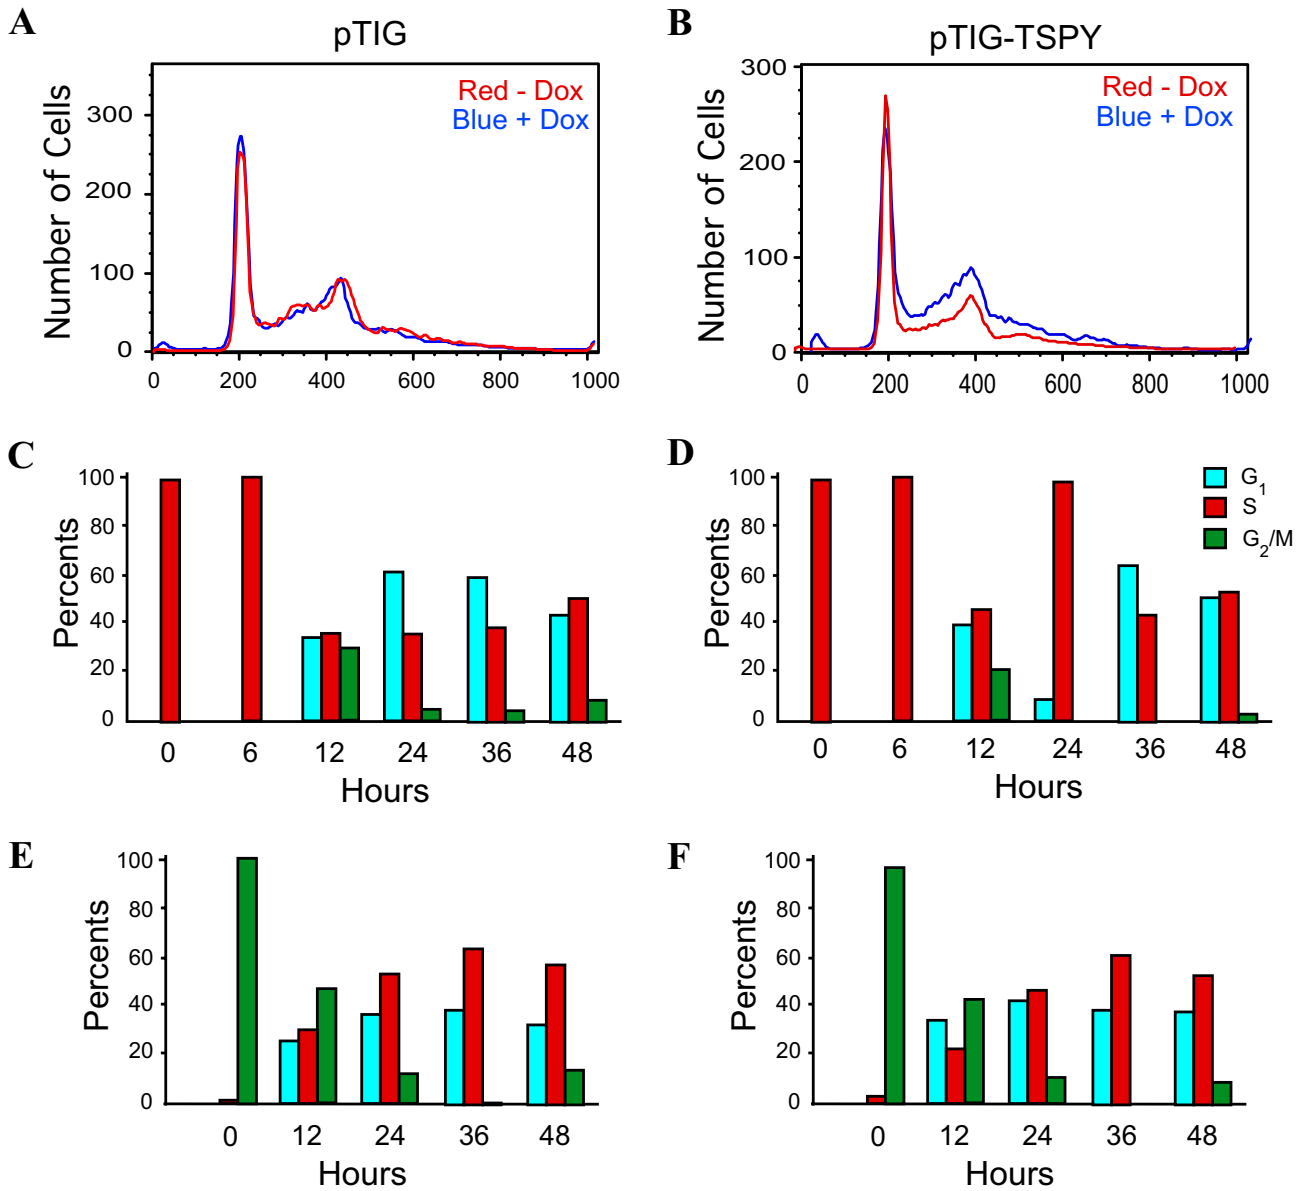 A
pTIG
Red - Dox
Blue + Dox
Number of Cells
300
200
100
0
0 200 400 600 800 1000
B
pTIG-TSPY
Red - Dox
Blue + Dox
Number of Cells
300
200
100
0
0 200 400 600 800 1000
C
Percents
100
80
60
40
20
0
0 6 12 24 36 48
Hours
D
Percents
100
80
60
40
20
0
0 6 12 24 36 48
Hours
G1
S
G2/M
E
Percents
100
80
60
40
20
0
0 12 24 36 48
Hours
F
Percents
100
80
60
40
20
0
0 12 24 36 48
Hours